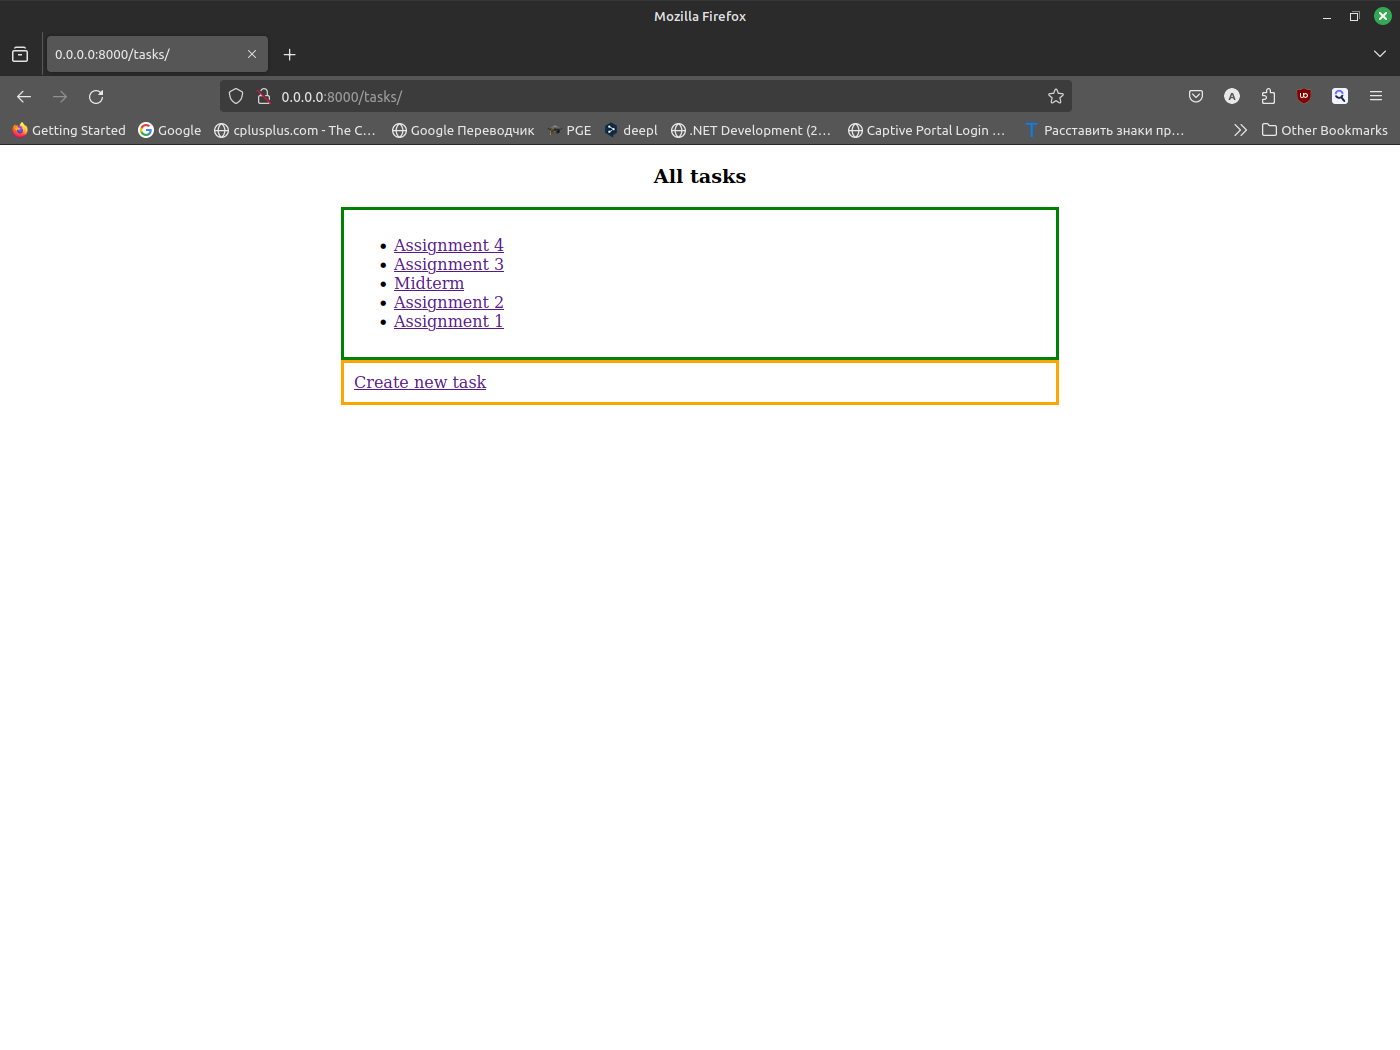 Mozilla Firefox
0.0.0.0:8000/tasks/
0.0.0.0:8000/tasks/
Getting Started Google cplusplus.com - The C... Google Переводчик PGE deepl .NET Development (2... Captive Portal Login ... Расставить знаки пр... Other Bookmarks
All tasks
Assignment 4
Assignment 3
Midterm
Assignment 2
Assignment 1
Create new task